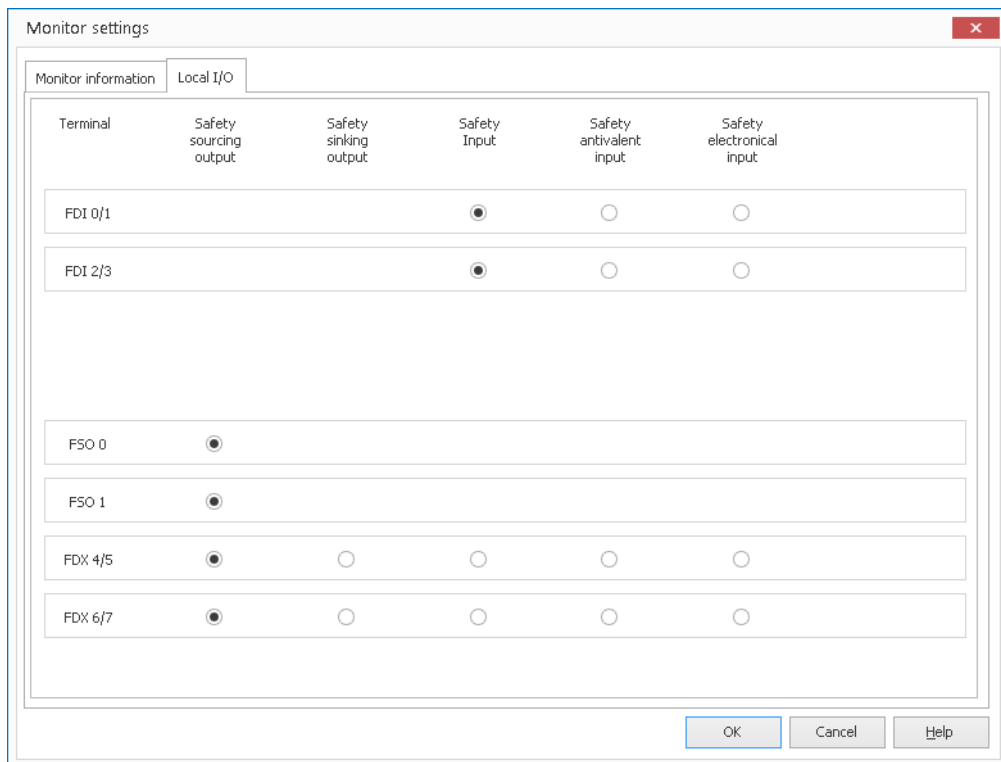 Monitor settings
Monitor information
Local I/O
Terminal
Safety
sourcing
output
Safety
sinking
output
Safety
Input
Safety
antivalent
input
Safety
electronical
input
FDI 0/1
FDI 2/3
FSO 0
FSO 1
FDX 4/5
FDX 6/7
OK
Cancel
Help